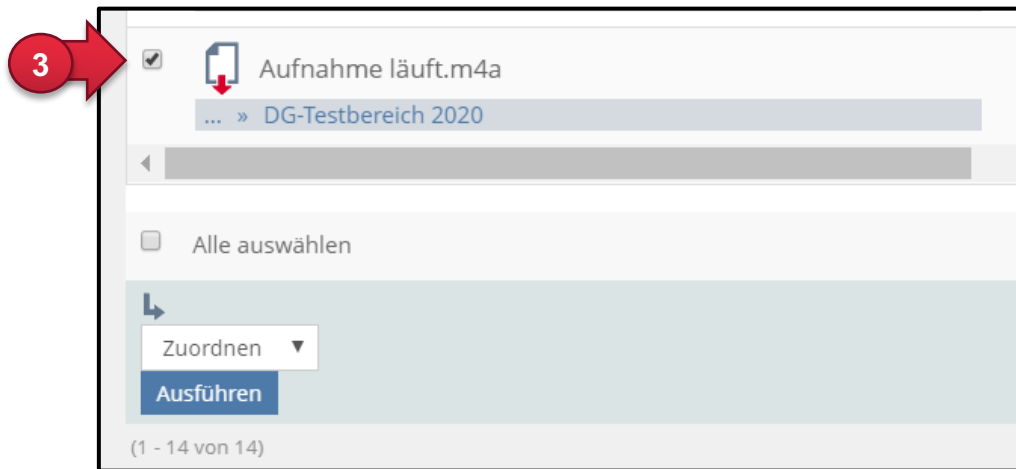 3
Aufnahme läuft.m4a
... » DG-Testbereich 2020
Alle auswählen
Zuordnen
Ausführen
(1 - 14 von 14)